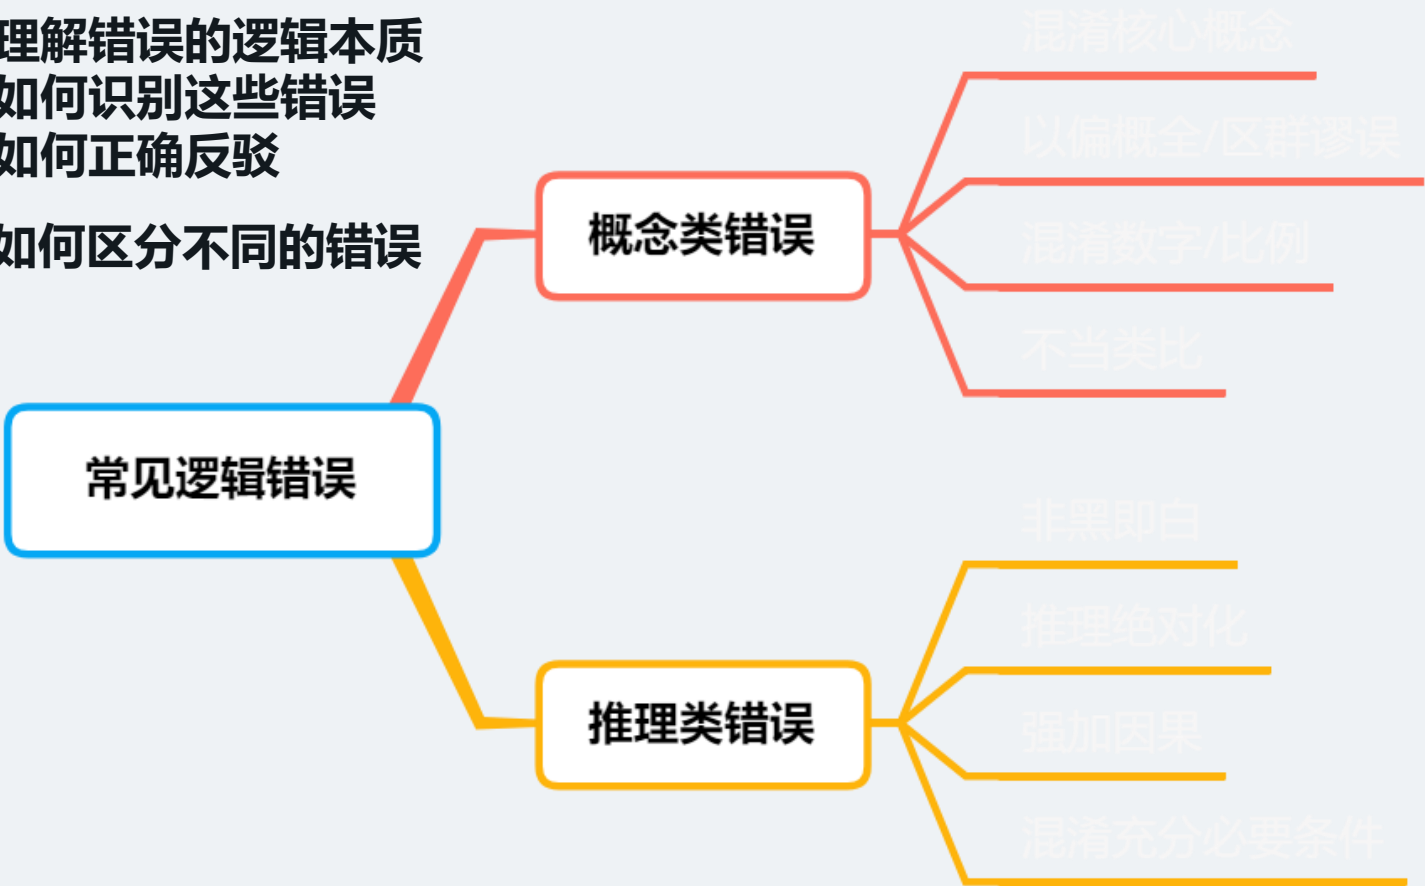 理解错误的逻辑本质
如何识别这些错误
如何正确反驳
如何区分不同的错误
常见逻辑错误
概念类错误
混淆核心概念
以偏概全/区群谬误
混淆数字/比例
不当类比
推理类错误
非黑即白
推理绝对化
强加因果
混淆充分必要条件